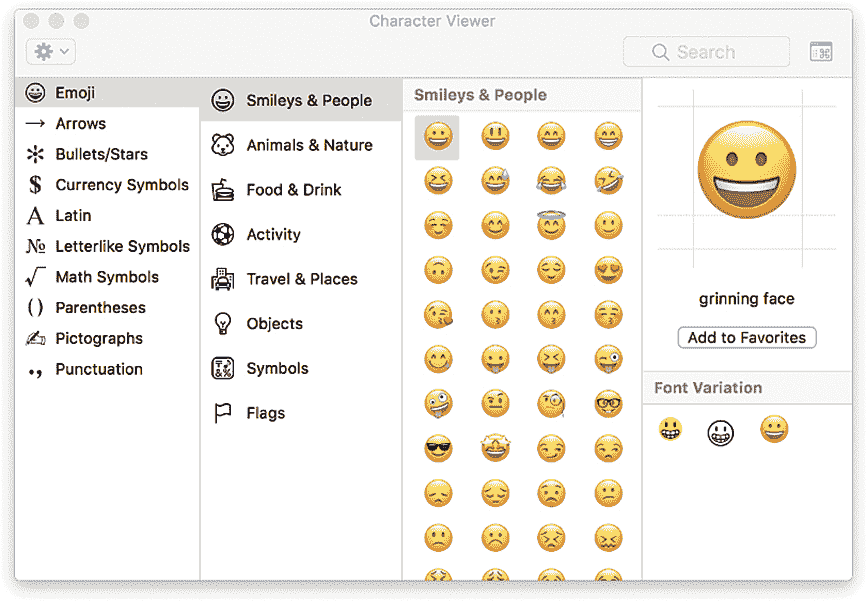 Character Viewer
Search
Emoji
Arrows
Bullets/Stars
Currency Symbols
Latin
Letterlike Symbols
Math Symbols
Parentheses
Pictographs
Punctuation
Smileys & People
Animals & Nature
Food & Drink
Activity
Travel & Places
Objects
Symbols
Flags
Smileys & People
grinning face
Add to Favorites
Font Variation